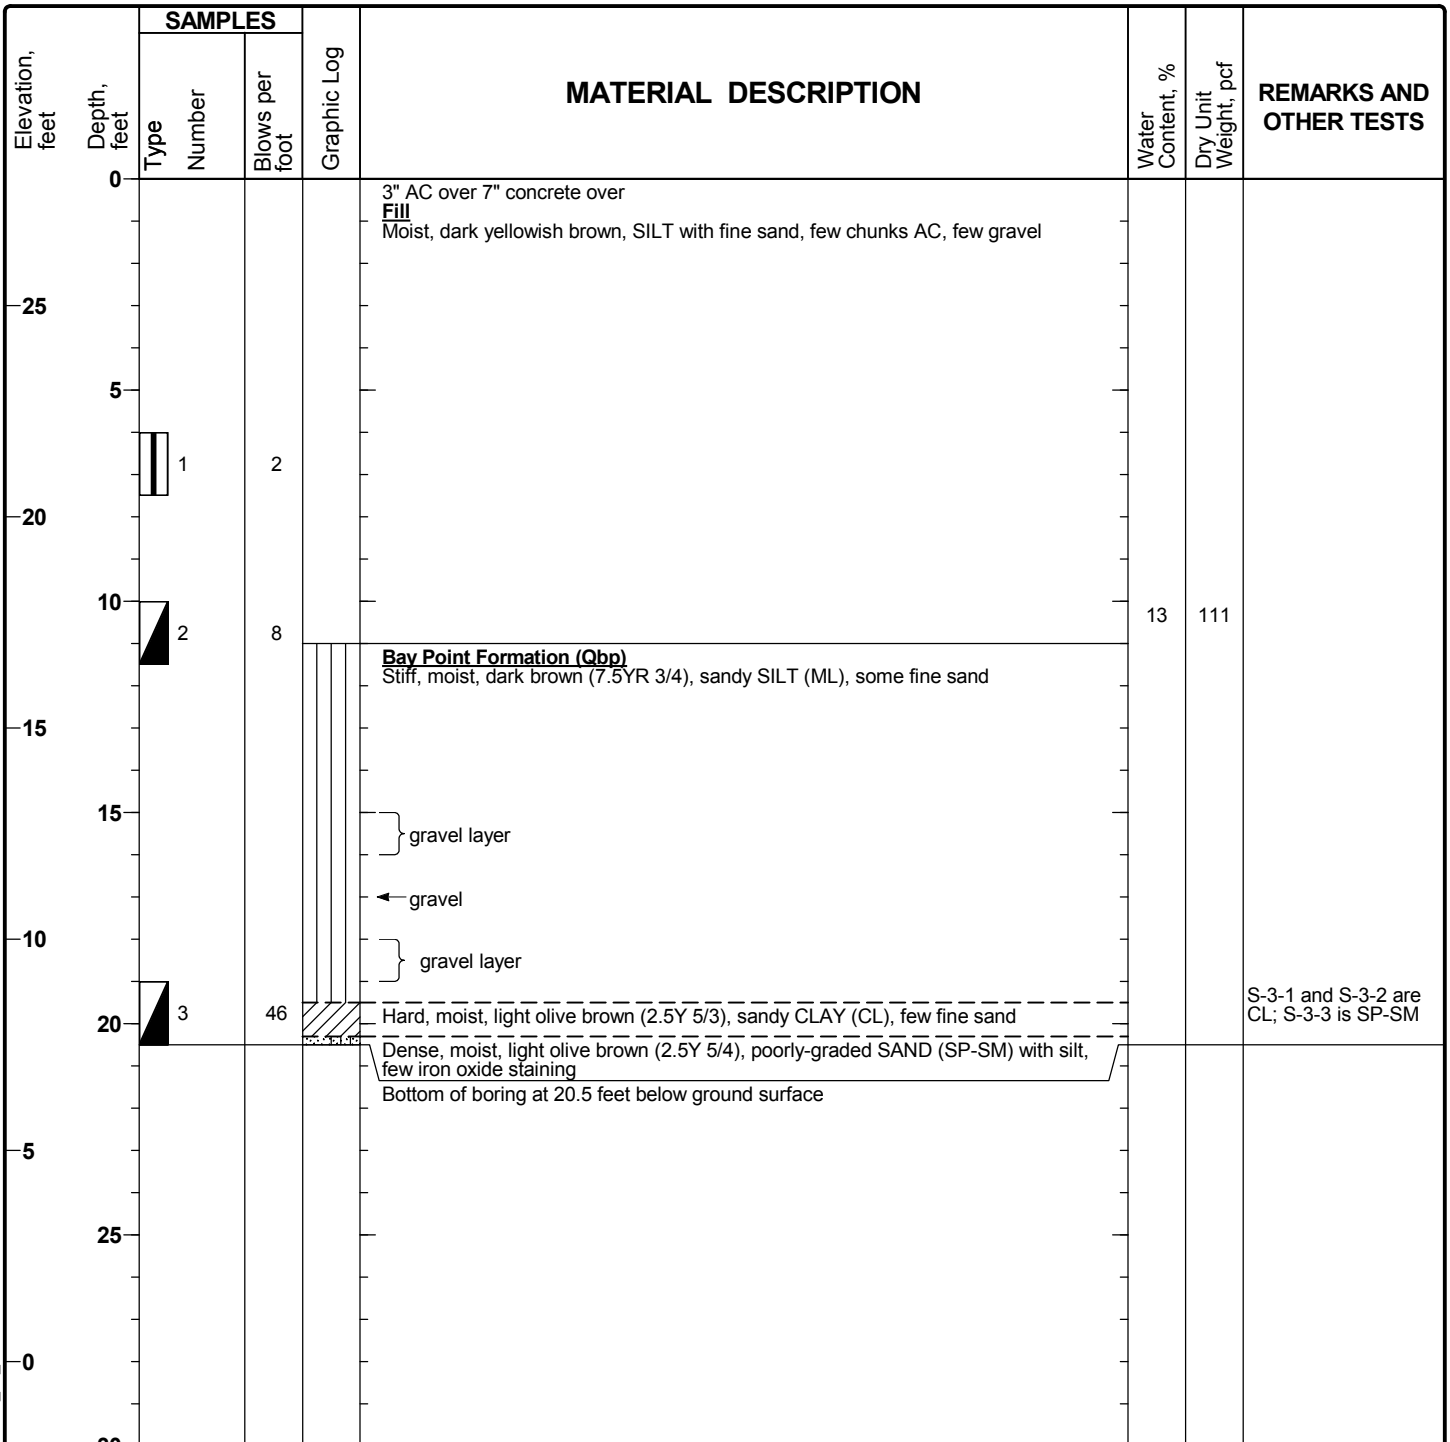 SAMPLES
Elevation,
feet
Depth,
feet
Type
Number
Blows per
foot
Graphic Log
MATERIAL DESCRIPTION
Water
Content, %
Dry Unit
Weight, pcf
REMARKS AND
OTHER TESTS
0
3" AC over 7" concrete over
Fill
Moist, dark yellowish brown, SILT with fine sand, few chunks AC, few gravel
25
5
1 2
20
10
13 111
2 8
Bay Point Formation (Qbp)
Stiff, moist, dark brown (7.5YR 3/4), sandy SILT (ML), some fine sand
15
15
gravel layer
gravel
10
gravel layer
3 46
S-3-1 and S-3-2 are
CL; S-3-3 is SP-SM
20
Hard, moist, light olive brown (2.5Y 5/3), sandy CLAY (CL), few fine sand
Dense, moist, light olive brown (2.5Y 5/4), poorly-graded SAND (SP-SM) with silt,
few iron oxide staining
Bottom of boring at 20.5 feet below ground surface
5
25
0